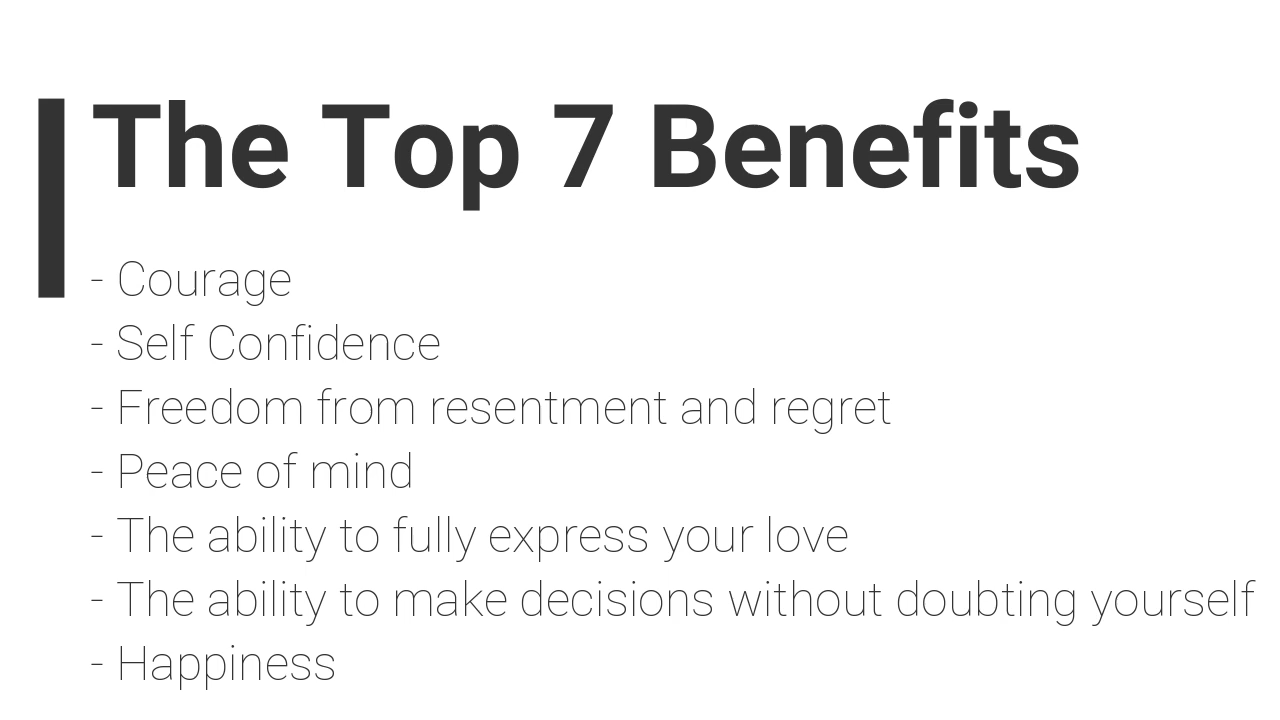 The Top 7 Benefits
- Courage
- Self Confidence
- Freedom from resentment and regret
- Peace of mind
- The ability to fully express your love
- The ability to make decisions without doubting yourself
- Happiness